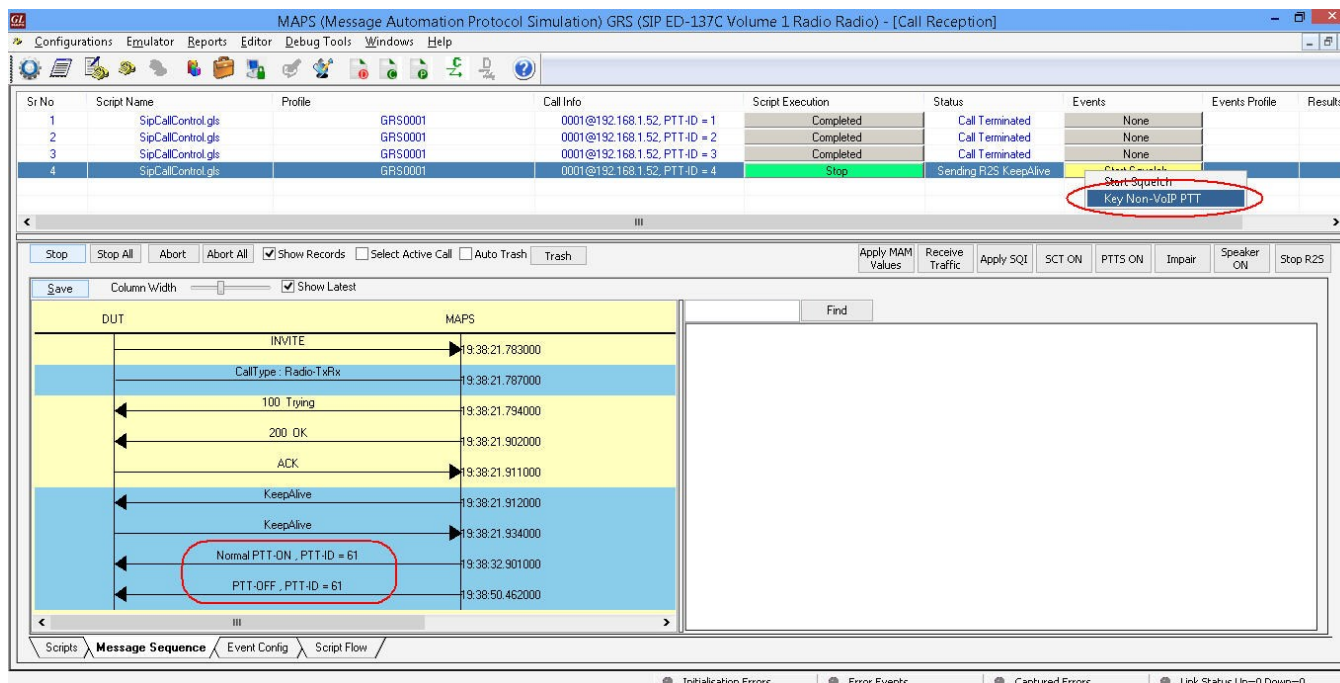 GL
MAPS (Message Automation Protocol Simulation) GRS (SIP ED-137C Volume 1 Radio Radio) - [Call Reception]
Configurations Emulator Reports Editor Debug Tools Windows Help
Sr No Script Name Profile Call Info Script Execution Status Events Events Profile Results
1 SipCallControl.gls GRS0001 0001@192.168.1.52, PTT-ID = 1 Completed Call Terminated None
2 SipCallControl.gls GRS0001 0001@192.168.1.52, PTT-ID = 2 Completed Call Terminated None
3 SipCallControl.gls GRS0001 0001@192.168.1.52, PTT-ID = 3 Completed Call Terminated None
4 SipCallControl.gls GRS0001 0001@192.168.1.52, PTT-ID = 4 Stop Sending R2S KeepAlive Start Squelch
Start Squelch
Key Non-VoIP PTT
Stop Stop All Abort Abort All Show Records Select Active Call Auto Trash Trash Apply MAM Values Receive Traffic Apply SQI SCT ON PTTS ON Impair Speaker ON Stop R2S
Save Column Width Show Latest
Find
DUT MAPS
INVITE 19:38:21.783000
CallType : Radio-TxRx 19:38:21.787000
100 Trying 19:38:21.794000
200 OK 19:38:21.902000
ACK 19:38:21.911000
KeepAlive 19:38:21.912000
KeepAlive 19:38:21.934000
Normal PTT-ON , PTT-ID = 61 19:38:32.901000
PTT-OFF , PTT-ID = 61 19:38:50.462000
Scripts Message Sequence Event Config Script Flow
Initialisation Errors Error Events Captured Errors Link Status Up=0 Down=0